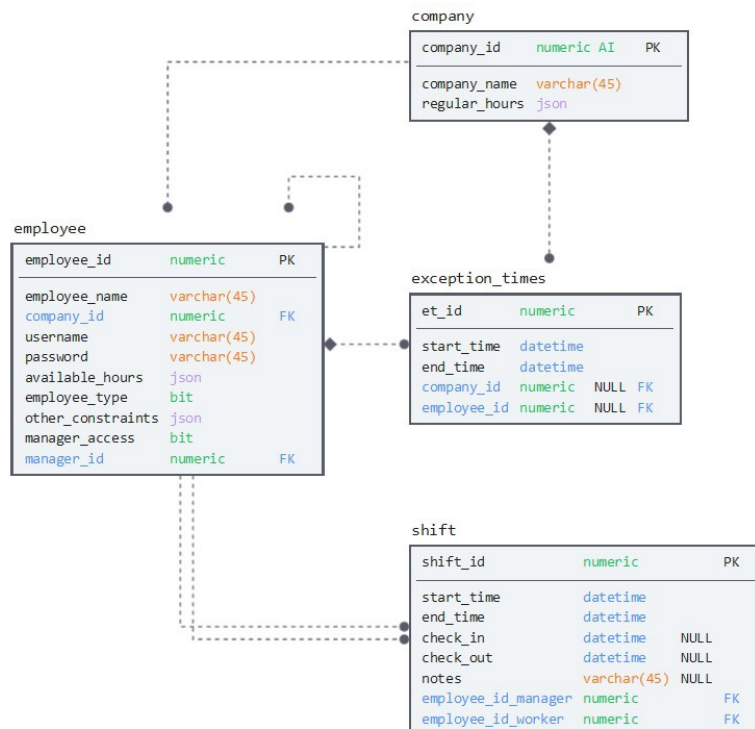 company
company_id numeric AI PK
company_name varchar(45)
regular_hours json
employee
employee_id numeric PK
employee_name varchar(45)
company_id numeric FK
username varchar(45)
password varchar(45)
available_hours json
employee_type bit
other_constraints json
manager_access bit
manager_id numeric FK
exception_times
et_id numeric PK
start_time datetime
end_time datetime
company_id numeric NULL FK
employee_id numeric NULL FK
shift
shift_id numeric PK
start_time datetime
end_time datetime
check_in datetime NULL
check_out datetime NULL
notes varchar(45) NULL
employee_id_manager numeric FK
employee_id_worker numeric FK